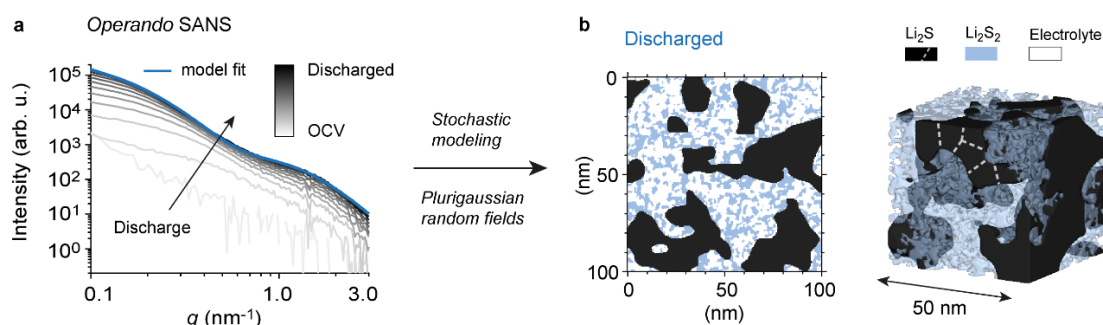 a
Operando SANS
Intensity (arb. u.)
10⁵
10⁴
10³
10²
10¹
10⁰
model fit
Discharged
OCV
Discharge
0.1
1.0
3.0
q (nm⁻¹)
Stochastic
modeling
Plurigaussian
random fields
b
Discharged
0
50
100
(nm)
0
50
100
(nm)
Li₂S
Li₂S₂
Electrolyte
50 nm